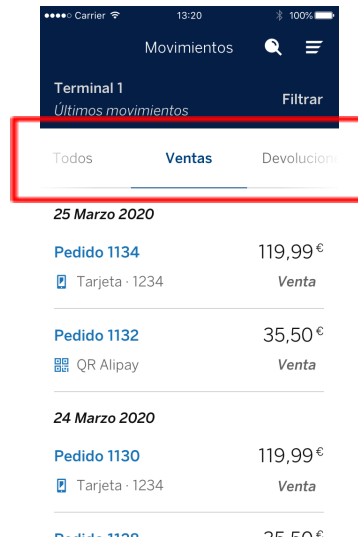 Carrier 13:20 100%
Movimientos
Terminal 1
Últimos movimientos Filtrar
Todos Ventas Devolucion
25 Marzo 2020
Pedido 1134 119,99 €
Tarjeta · 1234 Venta
Pedido 1132 35,50 €
QR Alipay Venta
24 Marzo 2020
Pedido 1130 119,99 €
Tarjeta · 1234 Venta